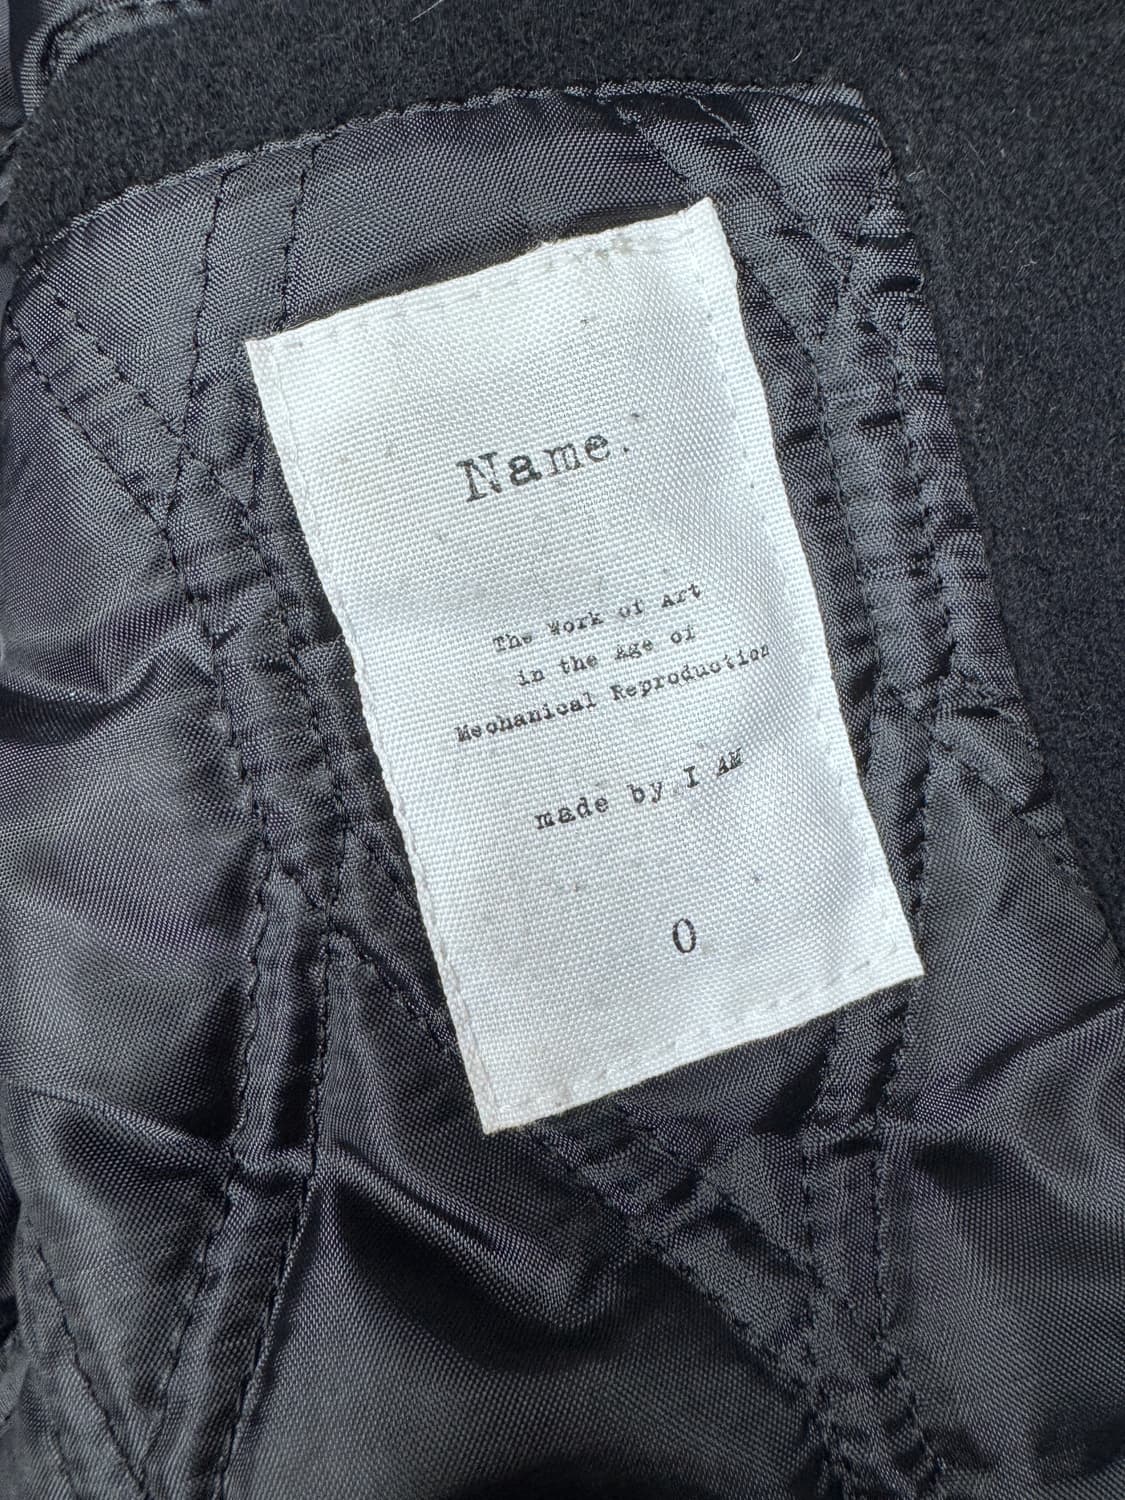 Name.
The Work of Art
in the Age of
Mechanical Reproduction
made by I AM
0